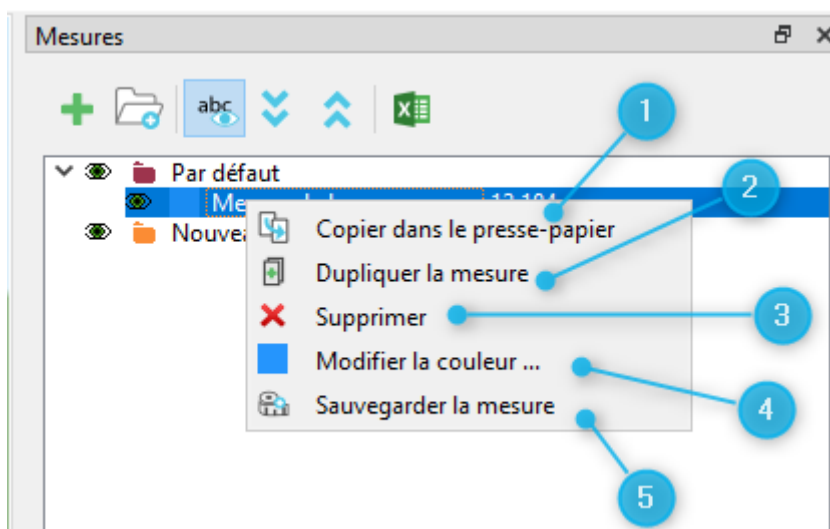 Mesures
abc
1
Par défaut
2
Copier dans le presse-papier
Dupliquer la mesure
Supprimer
3
Modifier la couleur ...
4
Sauvegarder la mesure
5